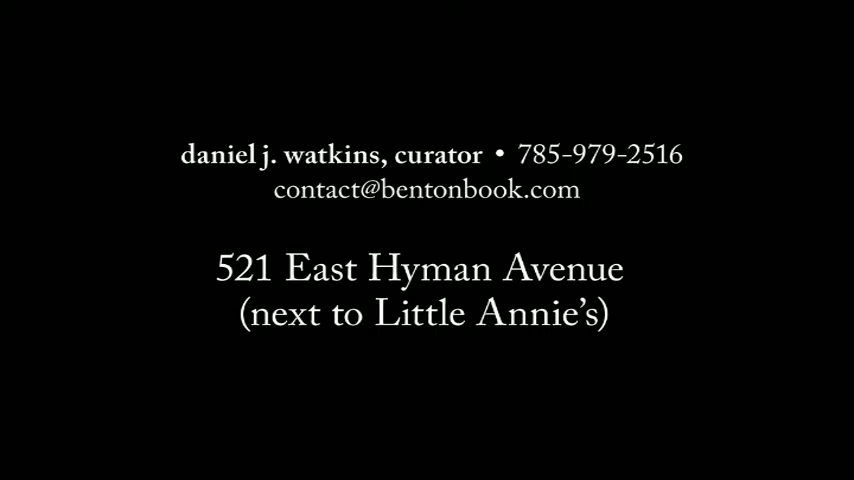 daniel j. watkins, curator • 785-979-2516
contact@bentonbook.com
521 East Hyman Avenue
(next to Little Annie’s)